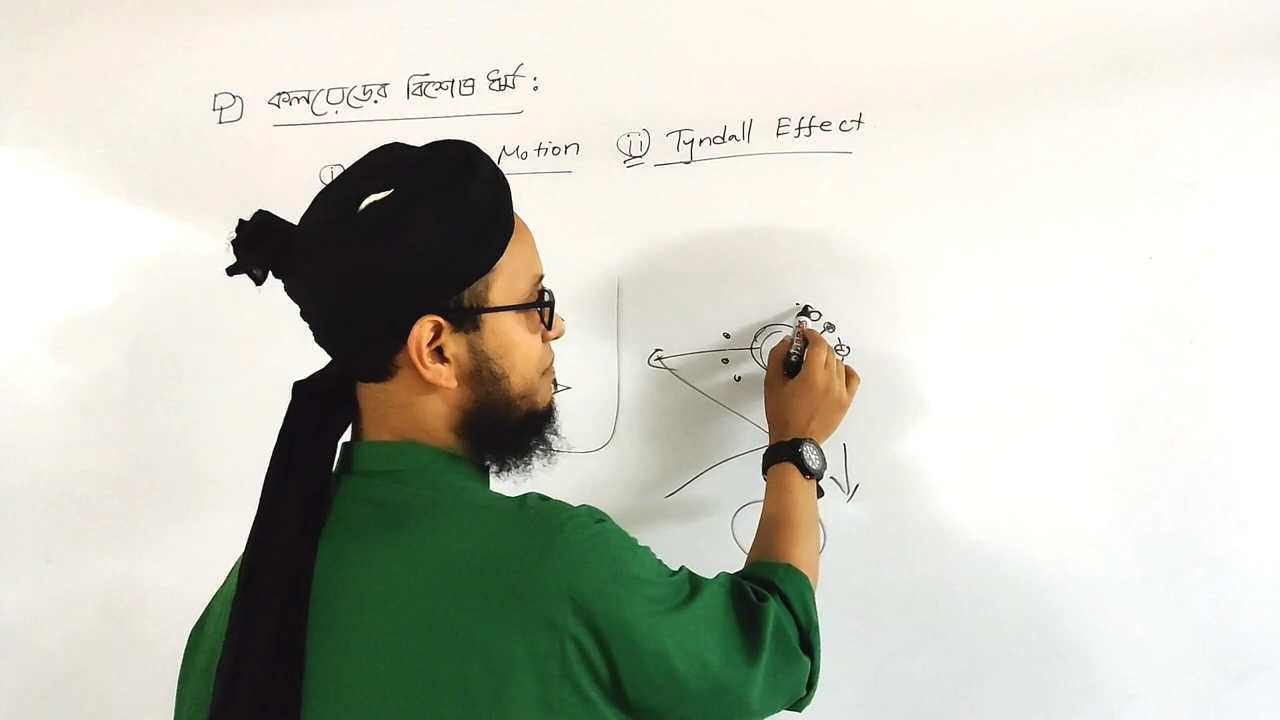 D) কলয়েডের বিশেষ ধর্ম :
(i) Motion (ii) Tyndall Effect